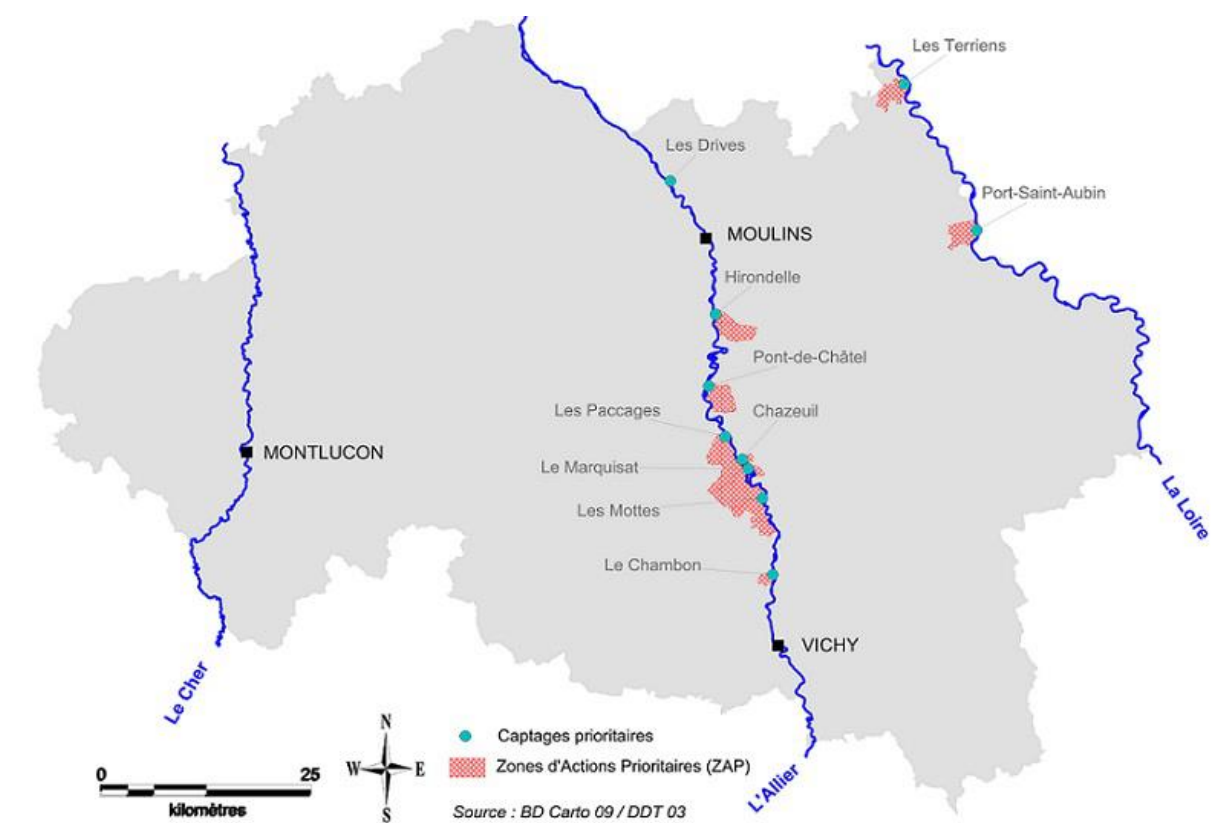 Les Terriens
Les Drives
Port-Saint-Aubin
MOULINS
Hirondelle
Pont-de-Châtel
Les Paccages
Chazeuil
MONTLUCON
Le Marquisat
La Loire
Les Mottes
Le Chambon
VICHY
Le Cher
N
Captages prioritaires
W
E
Zones d'Actions Prioritaires (ZAP)
0 25
kilomètres
S
Source : BD Carto 09 / DDT 03
L'Allier